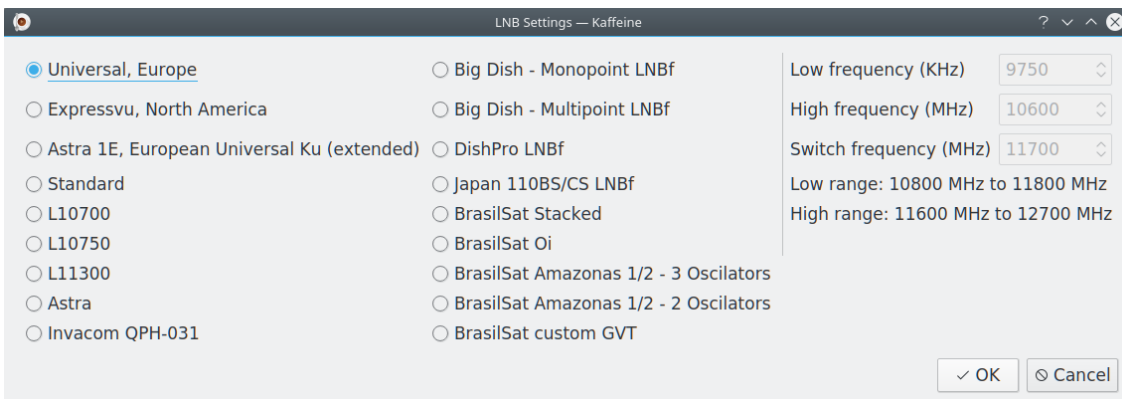 LNB Settings — Kaffeine
Universal, Europe
Expressvu, North America
Astra 1E, European Universal Ku (extended)
Standard
L10700
L10750
L11300
Astra
Invacom QPH-031
Big Dish - Monopoint LNBf
Big Dish - Multipoint LNBf
DishPro LNBf
Japan 110BS/CS LNBf
BrasilSat Stacked
BrasilSat Oi
BrasilSat Amazonas 1/2 - 3 Oscilators
BrasilSat Amazonas 1/2 - 2 Oscilators
BrasilSat custom GVT
Low frequency (KHz) 9750
High frequency (MHz) 10600
Switch frequency (MHz) 11700
Low range: 10800 MHz to 11800 MHz
High range: 11600 MHz to 12700 MHz
OK Cancel